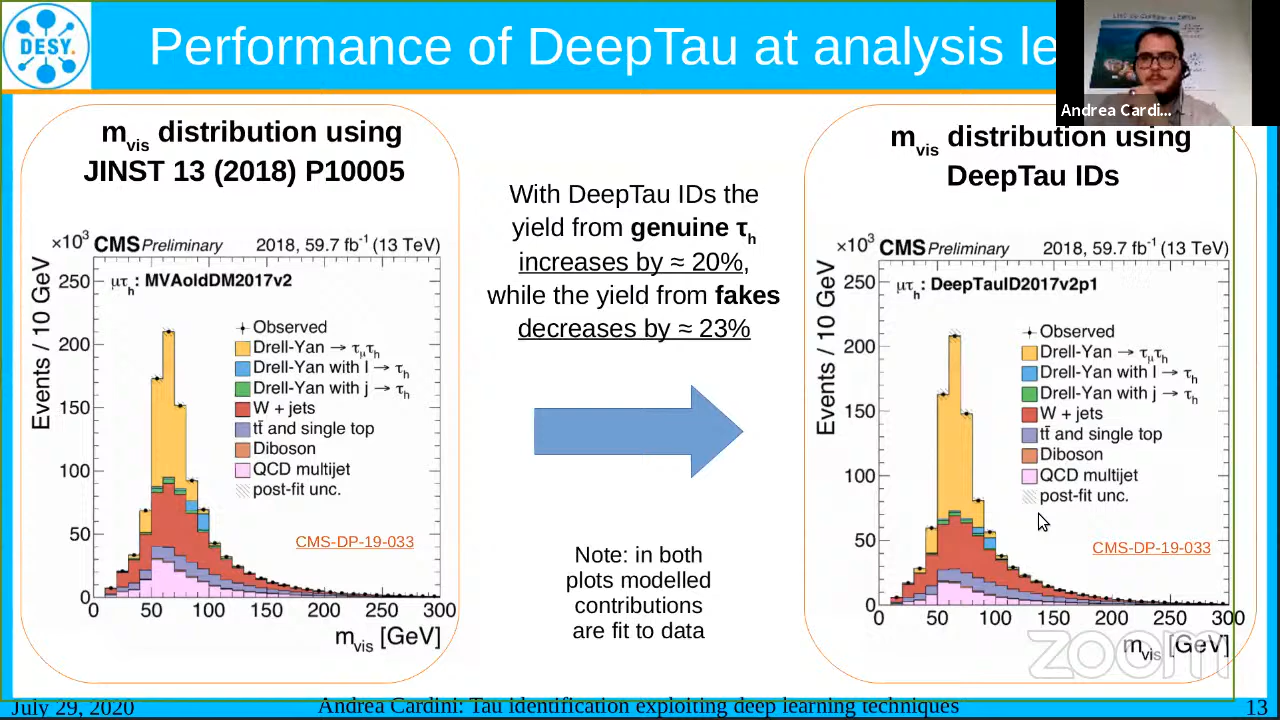 DESY.
Performance of DeepTau at analysis le
Andrea Cardi...
m_vis distribution using
JINST 13 (2018) P10005
×10³ CMS Preliminary 2018, 59.7 fb⁻¹ (13 TeV)
μτ_h: MVAoldDM2017v2
Observed
Drell-Yan → τ_μτ_h
Drell-Yan with l → τ_h
Drell-Yan with j → τ_h
W + jets
tt̄ and single top
Diboson
QCD multijet
post-fit unc.
CMS-DP-19-033
Events / 10 GeV
250
200
150
100
50
0
0 50 100 150 200 250 300
m_vis [GeV]
With DeepTau IDs the
yield from genuine τ_h
increases by ≈ 20%,
while the yield from fakes
decreases by ≈ 23%
Note: in both
plots modelled
contributions
are fit to data
m_vis distribution using
DeepTau IDs
×10³ CMS Preliminary 2018, 59.7 fb⁻¹ (13 TeV)
μτ_h: DeepTauID2017v2p1
Observed
Drell-Yan → τ_μτ_h
Drell-Yan with l → τ_h
Drell-Yan with j → τ_h
W + jets
tt̄ and single top
Diboson
QCD multijet
post-fit unc.
CMS-DP-19-033
Events / 10 GeV
250
200
150
100
50
0
0 50 100 150 200 250 300
m_vis [GeV]
zoom
July 29, 2020
Andrea Cardini: Tau identification exploiting deep learning techniques
13